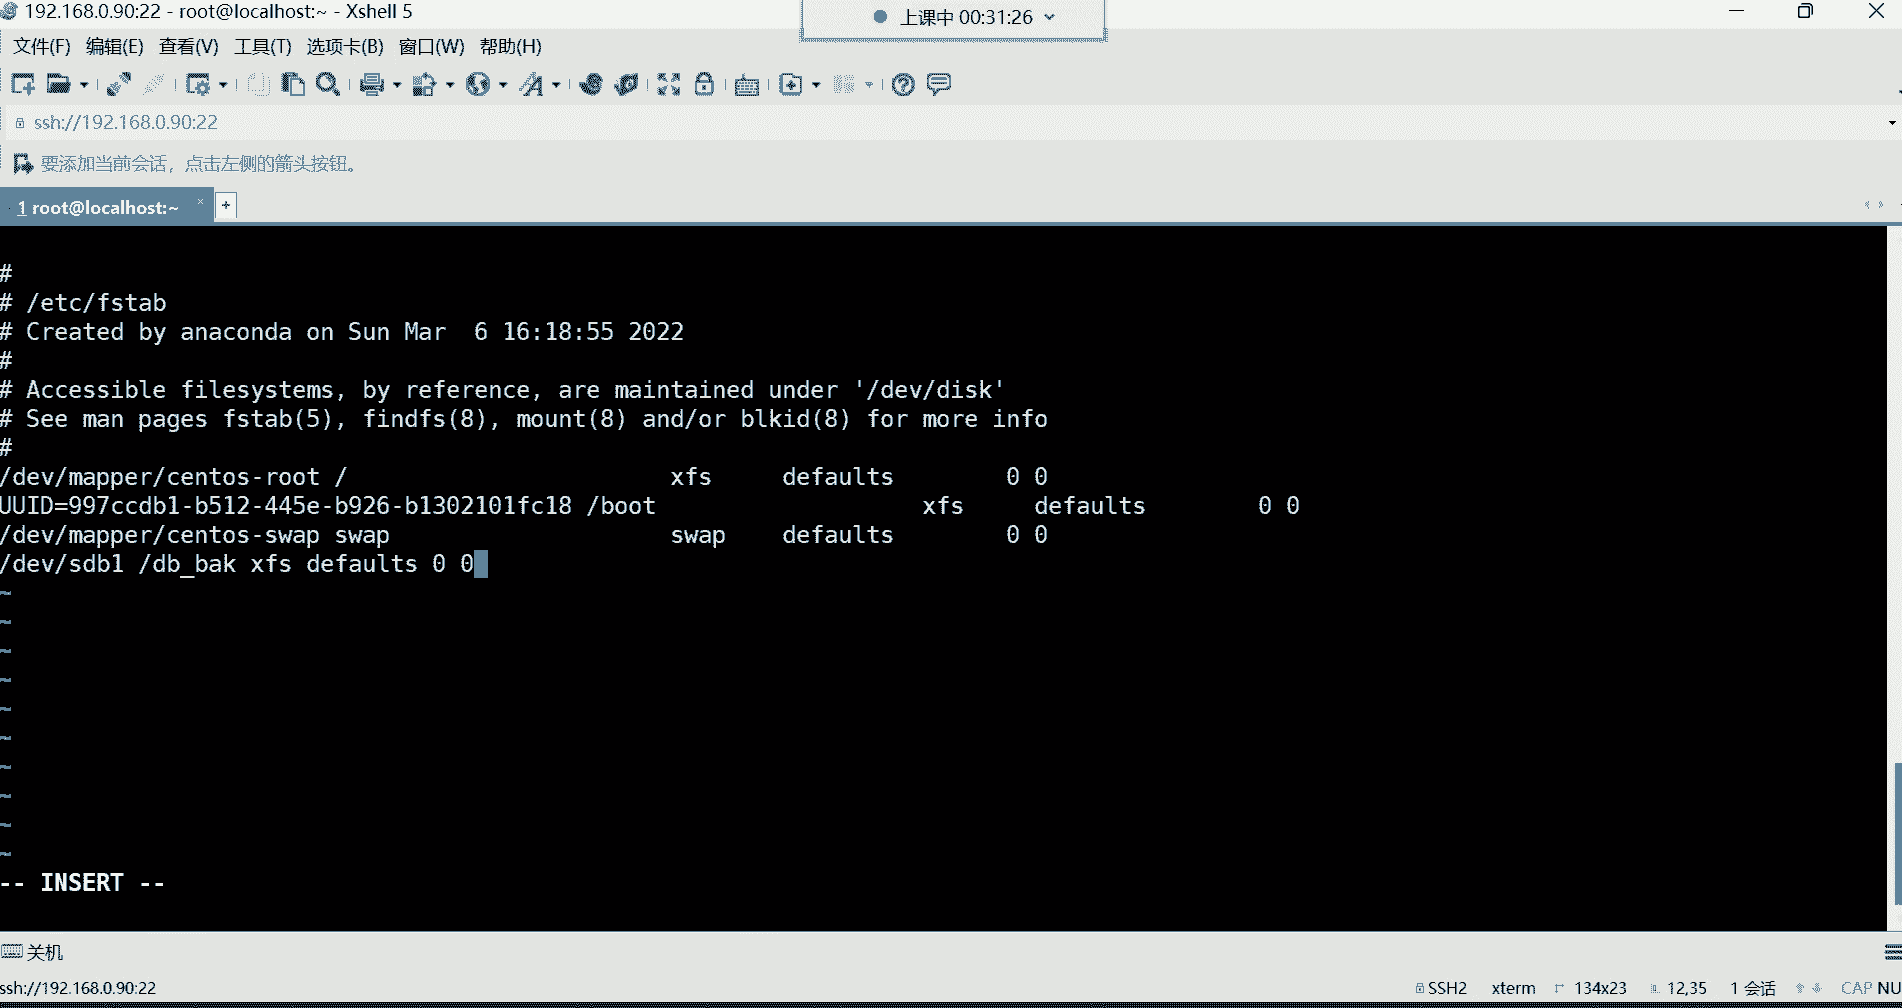 192.168.0.90:22 - root@localhost:~ - Xshell 5
上课中 00:31:26
文件(F) 编辑(E) 查看(V) 工具(T) 选项卡(B) 窗口(W) 帮助(H)
ssh://192.168.0.90:22
要添加当前会话，点击左侧的箭头按钮。
1 root@localhost:~ × +
#
# /etc/fstab
# Created by anaconda on Sun Mar  6 16:18:55 2022
#
# Accessible filesystems, by reference, are maintained under '/dev/disk'
# See man pages fstab(5), findfs(8), mount(8) and/or blkid(8) for more info
#
/dev/mapper/centos-root /                       xfs     defaults        0 0
UUID=997ccdb1-b512-445e-b926-b1302101fc18 /boot                   xfs     defaults        0 0
/dev/mapper/centos-swap swap                    swap    defaults        0 0
/dev/sdb1 /db_bak xfs defaults 0 0
~
~
~
~
~
~
~
~
~
~
-- INSERT --
关机
ssh://192.168.0.90:22
SSH2 xterm 134x23 12,35 1 会话 CAP NU